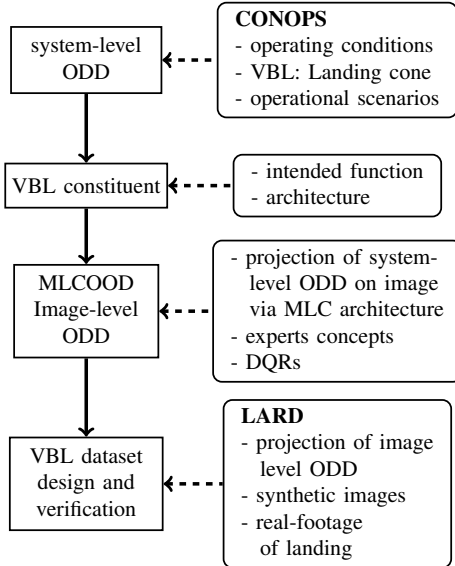 system-level
ODD
CONOPS
- operating conditions
- VBL: Landing cone
- operational scenarios
VBL constituent
- intended function
- architecture
MLCOOD
Image-level
ODD
- projection of system-
level ODD on image
via MLC architecture
- experts concepts
- DQRs
VBL dataset
design and
verification
LARD
- projection of image
level ODD
- synthetic images
- real-footage
of landing